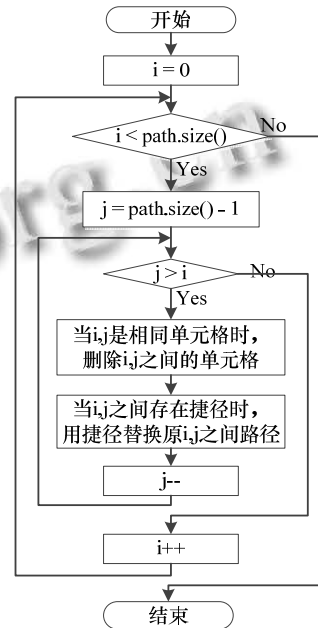 开始
i = 0
i < path.size()
No
Yes
j = path.size() - 1
j > i
No
Yes
当i,j是相同单元格时，
删除i,j之间的单元格
当i,j之间存在捷径时，
用捷径替换原i,j之间路径
j--
i++
结束